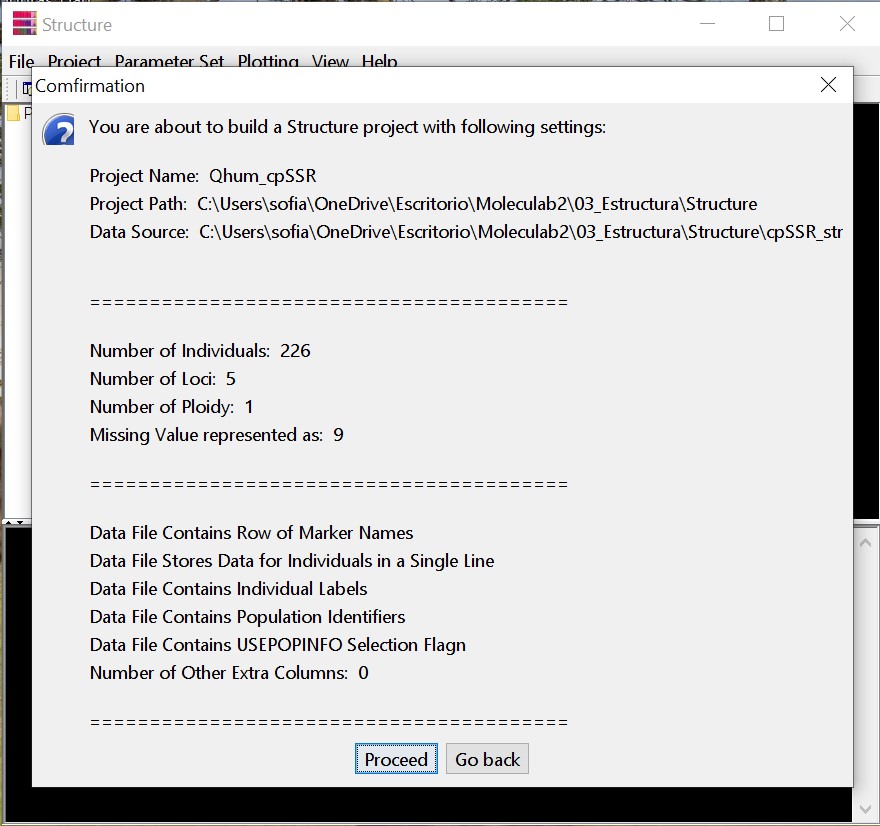 Structure
File Project Parameter Set Plotting View Help
Comfirmation
You are about to build a Structure project with following settings:
Project Name: Qhum_cpSSR
Project Path: C:\Users\sofia\OneDrive\Escritorio\Moleculab2\03_Estructura\Structure
Data Source: C:\Users\sofia\OneDrive\Escritorio\Moleculab2\03_Estructura\Structure\cpSSR_str
========================================
Number of Individuals: 226
Number of Loci: 5
Number of Ploidy: 1
Missing Value represented as: 9
========================================
Data File Contains Row of Marker Names
Data File Stores Data for Individuals in a Single Line
Data File Contains Individual Labels
Data File Contains Population Identifiers
Data File Contains USEPOPINFO Selection Flagn
Number of Other Extra Columns: 0
========================================
Proceed Go back